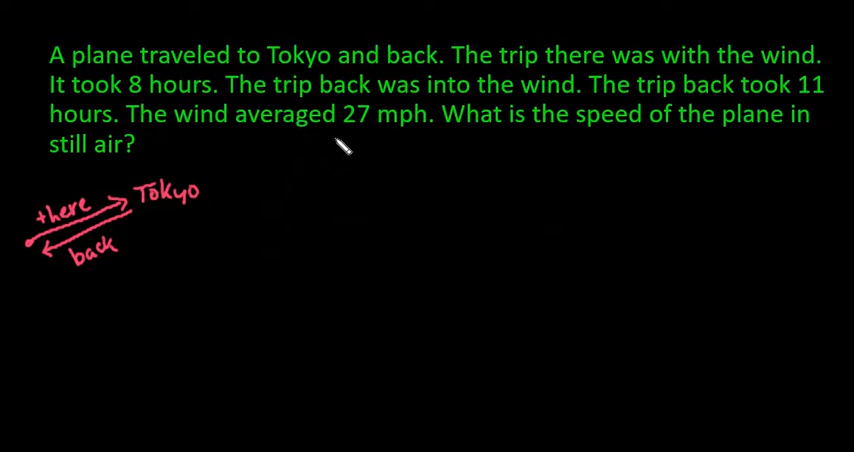 A plane traveled to Tokyo and back. The trip there was with the wind.
It took 8 hours. The trip back was into the wind. The trip back took 11
hours. The wind averaged 27 mph. What is the speed of the plane in
still air?
there Tokyo
back